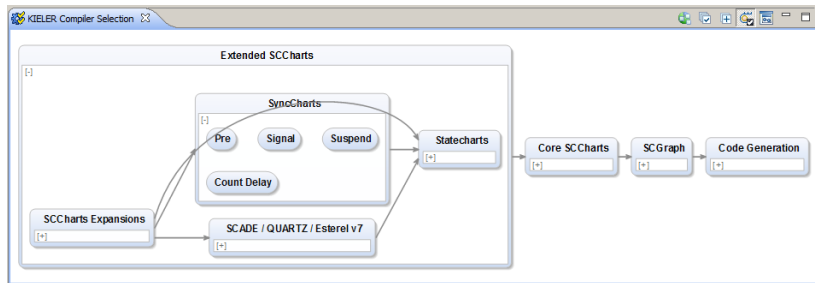 KIELER Compiler Selection
Extended SCCharts
[-]
SyncCharts
[-]
Pre
Signal
Suspend
Count Delay
Statecharts
[+]
Core SCCharts
[+]
SCGraph
[+]
Code Generation
[+]
SCCharts Expansions
[+]
SCADE / QUARTZ / Esterel v7
[+]